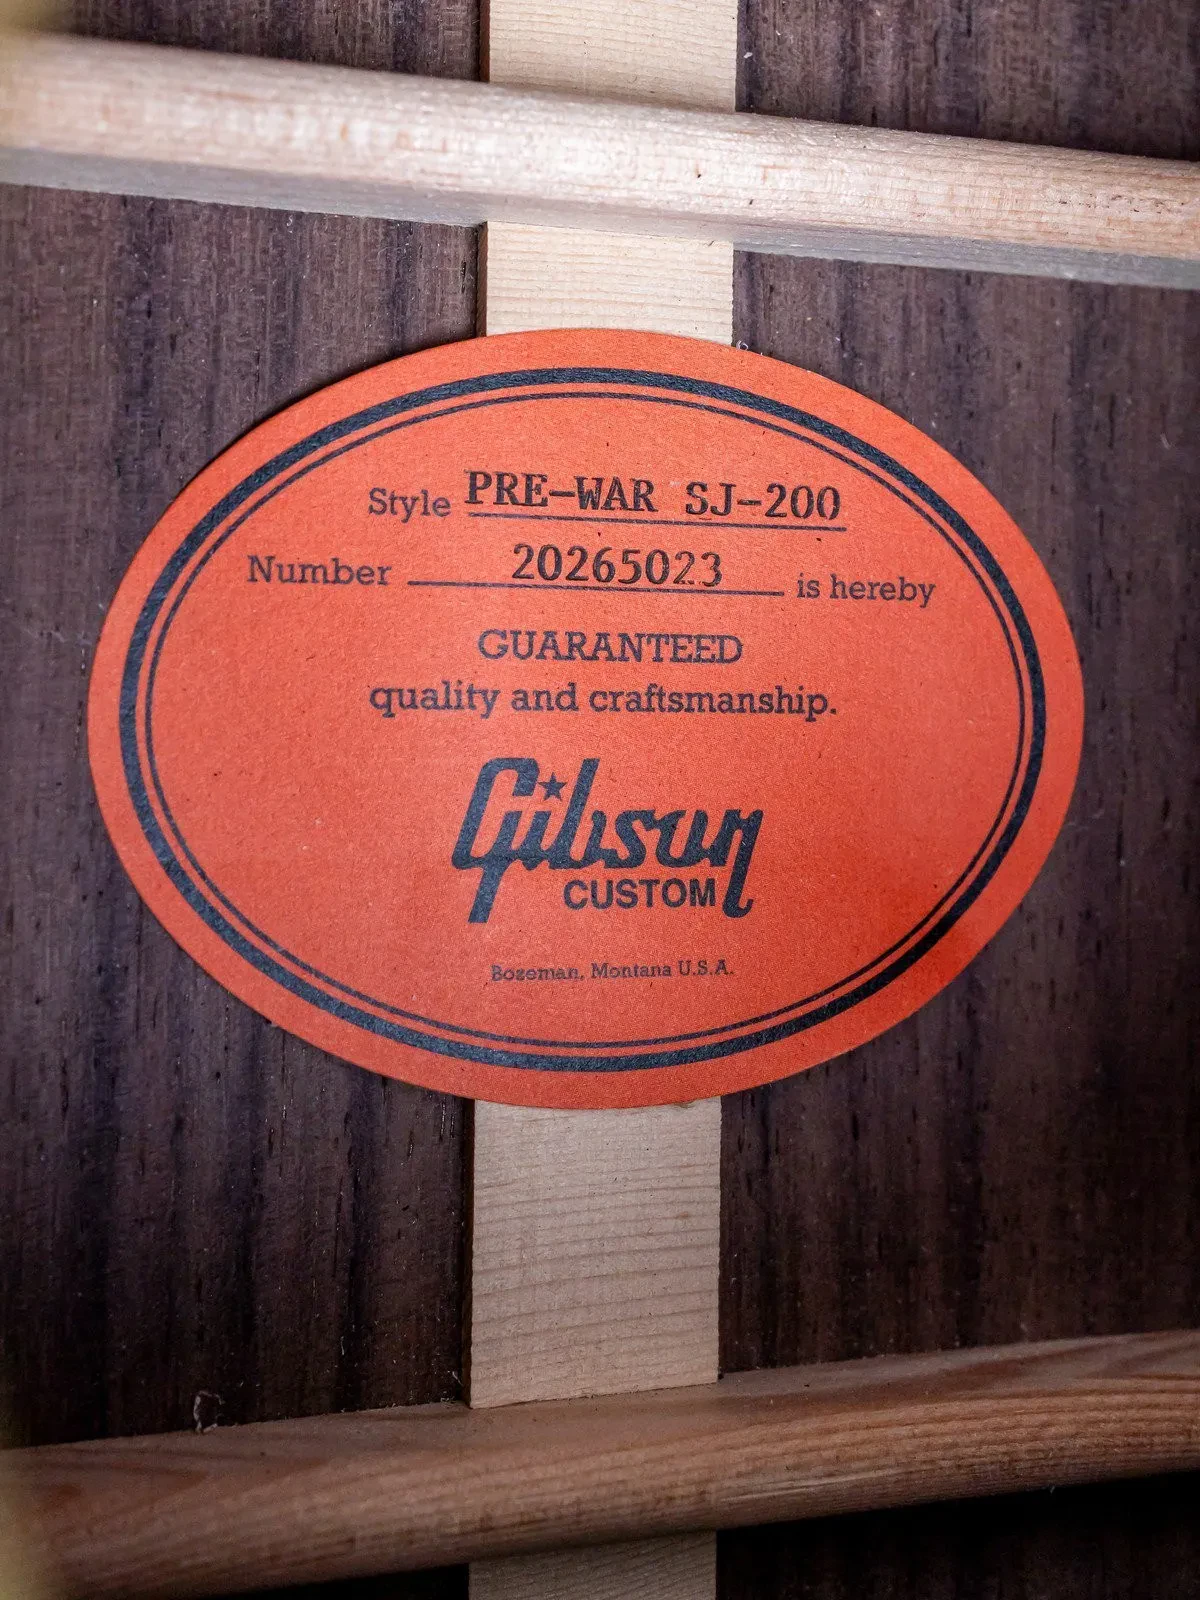 Style PRE-WAR SJ-200
Number 20265023 is hereby
GUARANTEED
quality and craftsmanship.
Gibson
CUSTOM
Bozeman, Montana U.S.A.